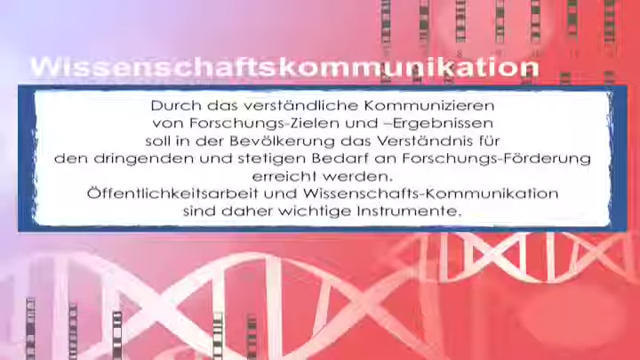 Wissenschaftskommunikation
Durch das verständliche Kommunizieren
von Forschungs-Zielen und –Ergebnissen
soll in der Bevölkerung das Verständnis für
den dringenden und stetigen Bedarf an Forschungs-Förderung
erreicht werden.
Öffentlichkeitsarbeit und Wissenschafts-Kommunikation
sind daher wichtige Instrumente.